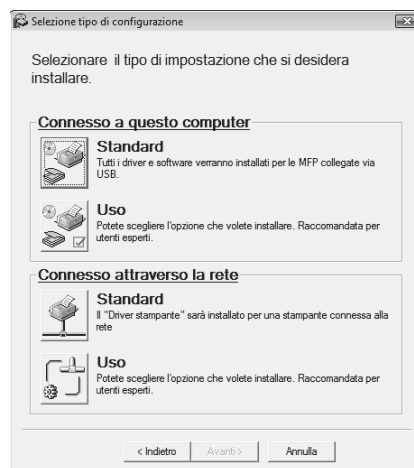 Selezione tipo di configurazione
Selezionare il tipo di impostazione che si desidera
installare.
Connesso a questo computer
Standard
Tutti i driver e software verranno installati per le MFP collegate via
USB.
Uso
Potete scegliere l'opzione che volete installare. Raccomandata per
utenti esperti.
Connesso attraverso la rete
Standard
Il "Driver stampante" sarà installato per una stampante connessa alla
rete
Uso
Potete scegliere l'opzione che volete installare. Raccomandata per
utenti esperti.
< Indietro
Avanti >
Annulla